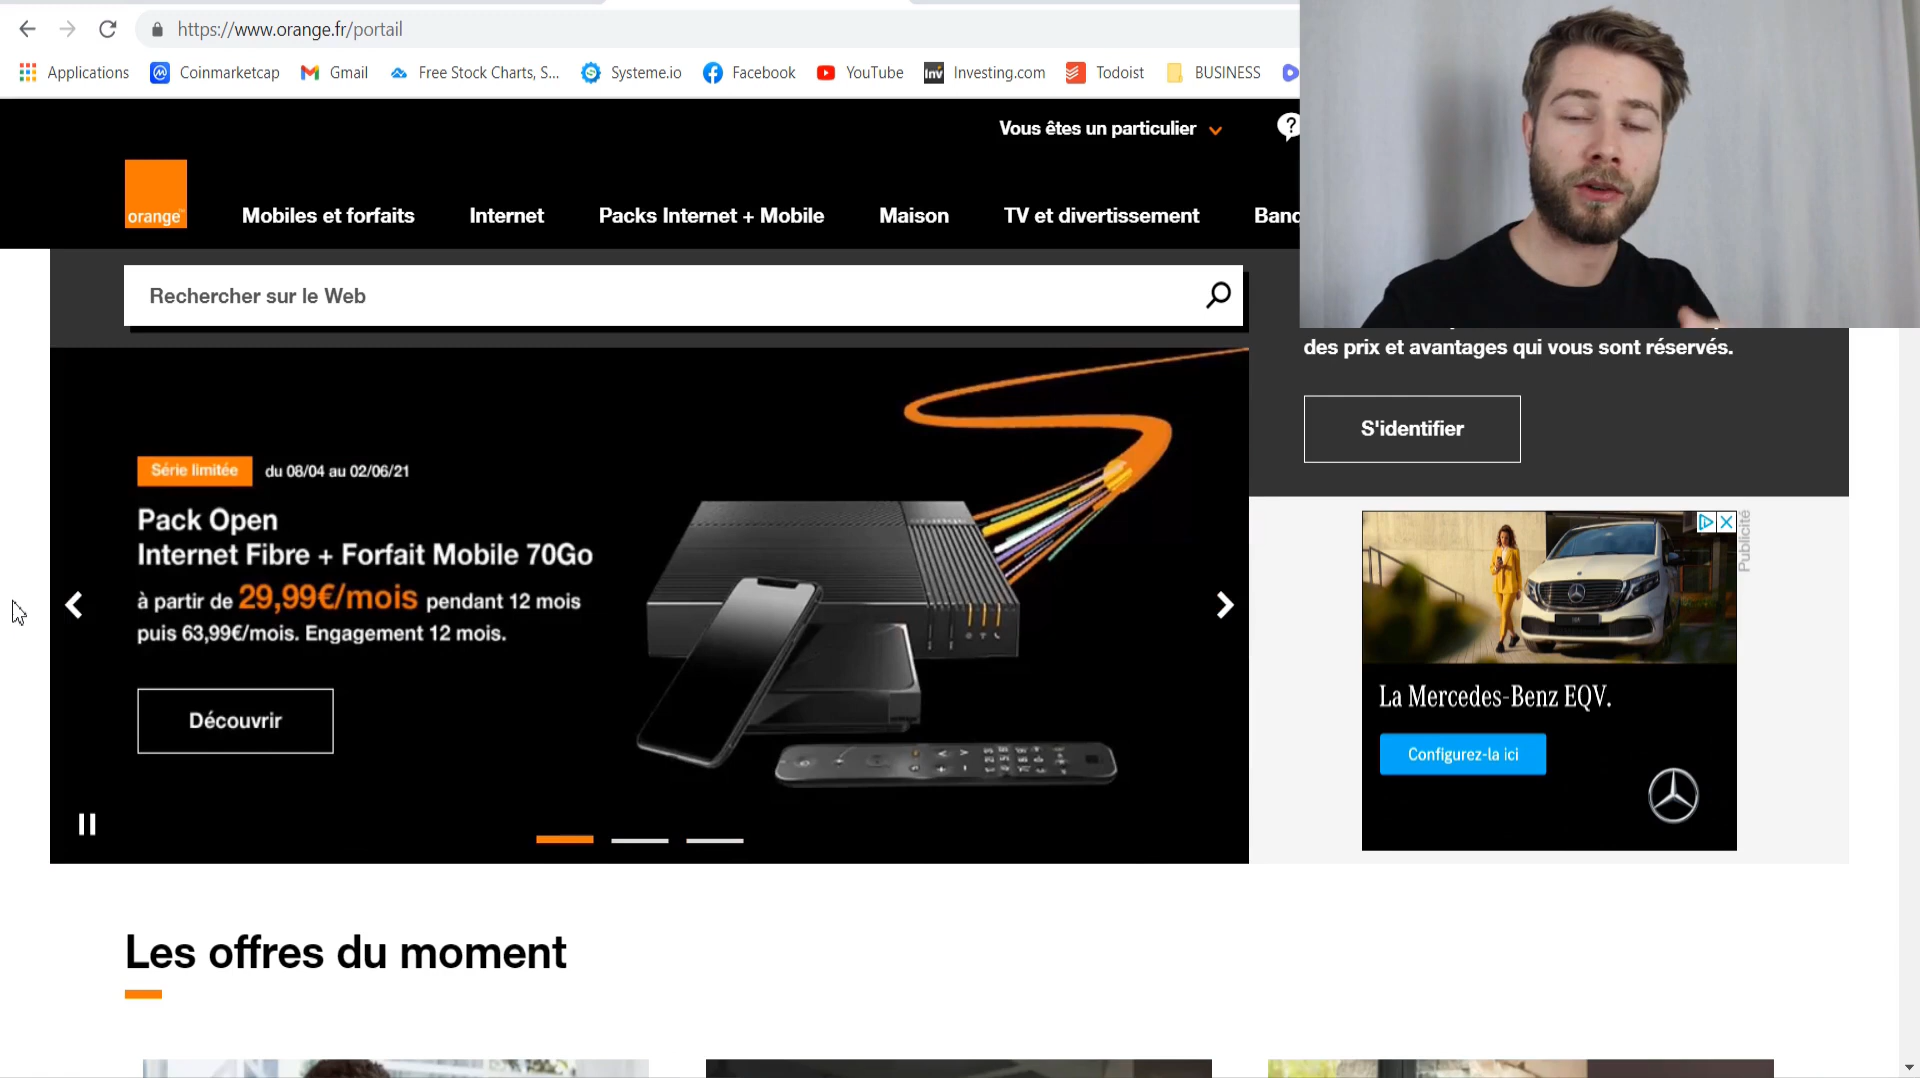 https://www.orange.fr/portail
Applications
Coinmarketcap
Gmail
Free Stock Charts, S...
Systeme.io
Facebook
YouTube
Inv
Investing.com
Todoist
BUSINESS
Vous êtes un particulier
?
orange
Mobiles et forfaits
Internet
Packs Internet + Mobile
Maison
TV et divertissement
Banc
Rechercher sur le Web
des prix et avantages qui vous sont réservés.
S'identifier
Série limitée
du 08/04 au 02/06/21
Pack Open
Internet Fibre + Forfait Mobile 70Go
à partir de 29,99€/mois pendant 12 mois
puis 63,99€/mois. Engagement 12 mois.
Découvrir
Publicité
La Mercedes-Benz EQV.
Configurez-la ici
Les offres du moment